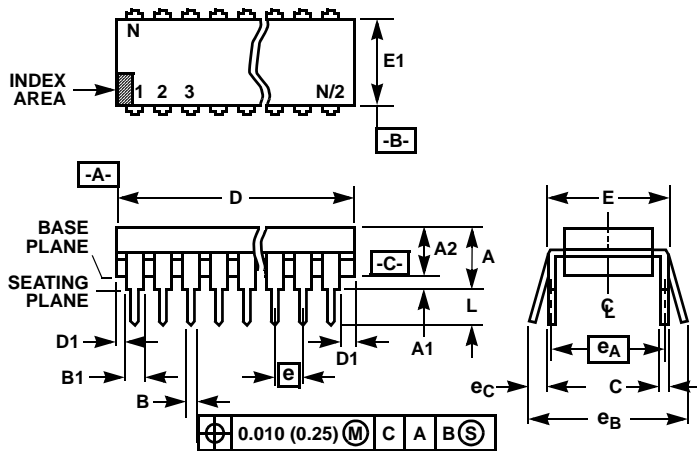 N
E1
INDEX
AREA
1 2 3 N/2
-B-
-A-
D
E
BASE
PLANE
A2
A
-C-
SEATING
PLANE
L
C
L
D1
A1
D1
eA
B1
e
eC
C
B
eB
0.010 (0.25) M C A B S